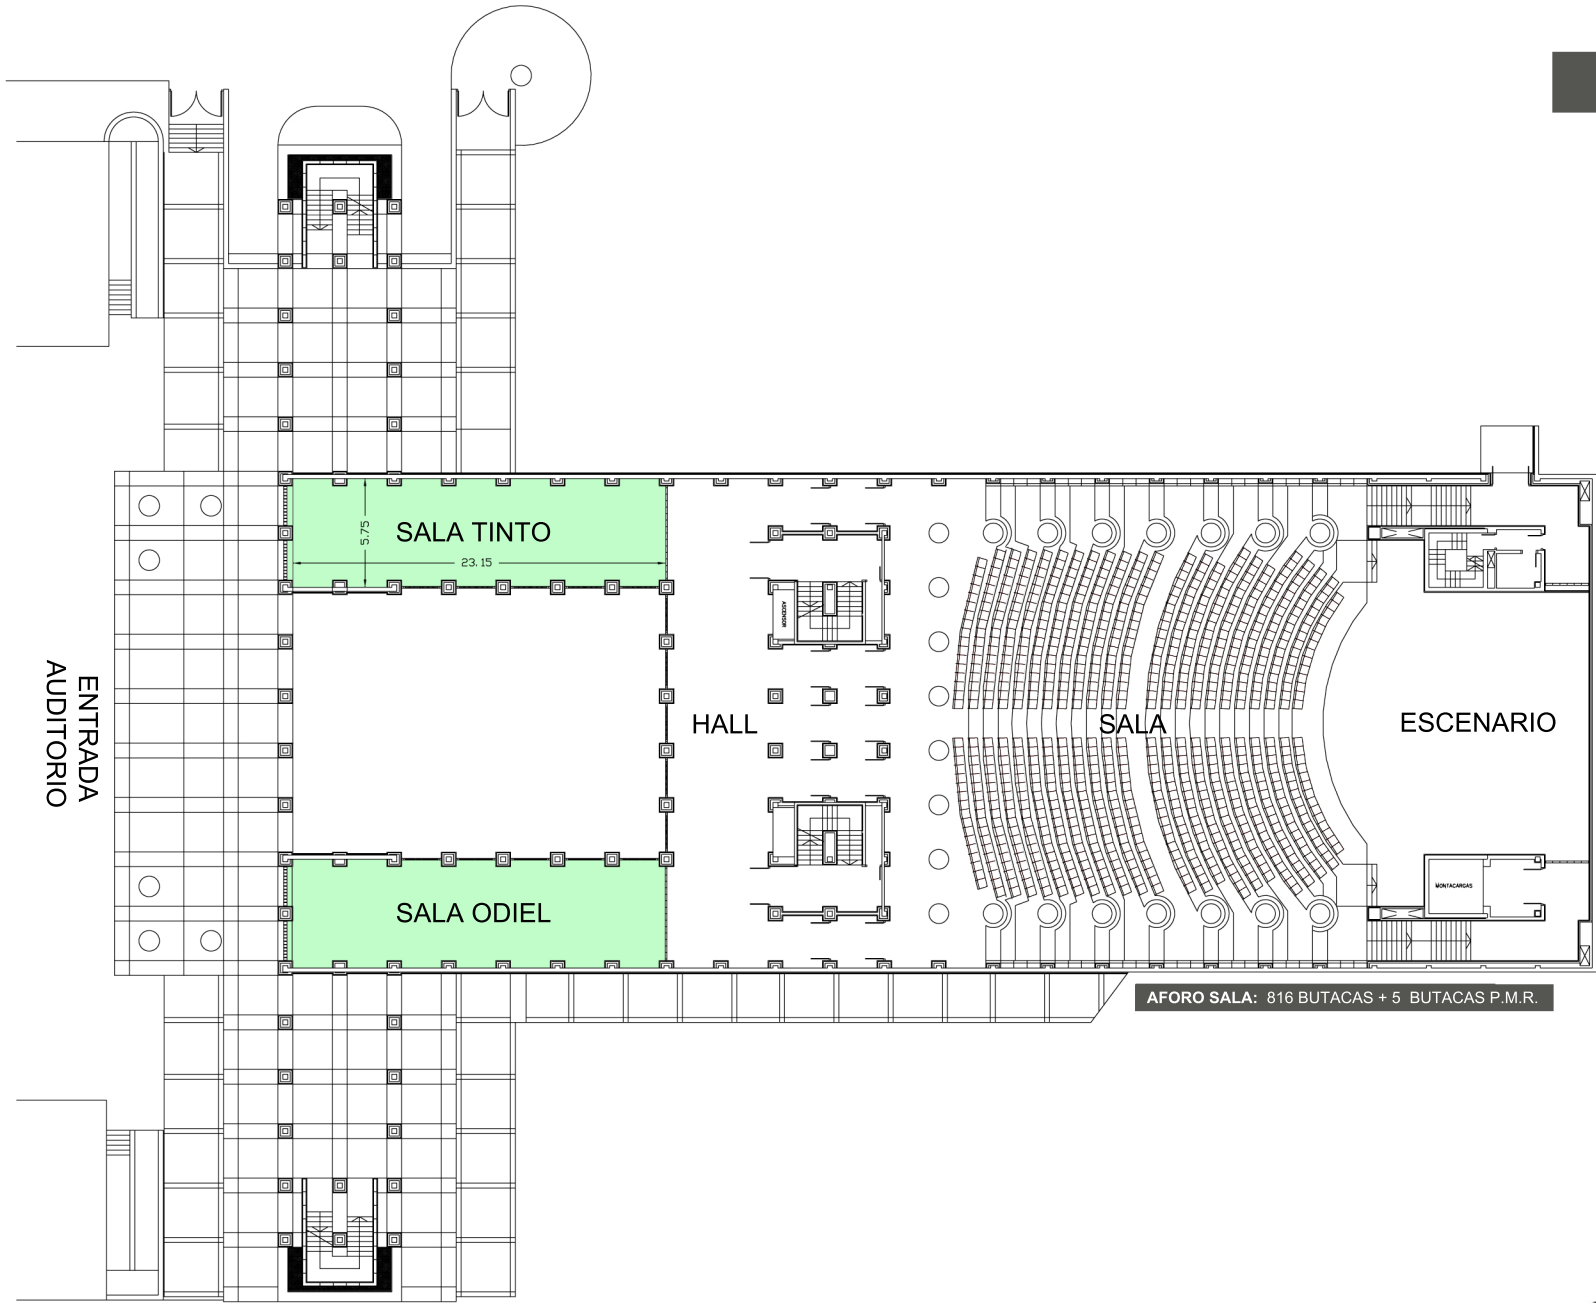 SALA TINTO
5.75
23.15
ASCENSOR
ENTRADA
AUDITORIO
HALL
SALA
ESCENARIO
MONTACARGAS
SALA ODIEL
AFORO SALA: 816 BUTACAS + 5 BUTACAS P.M.R.